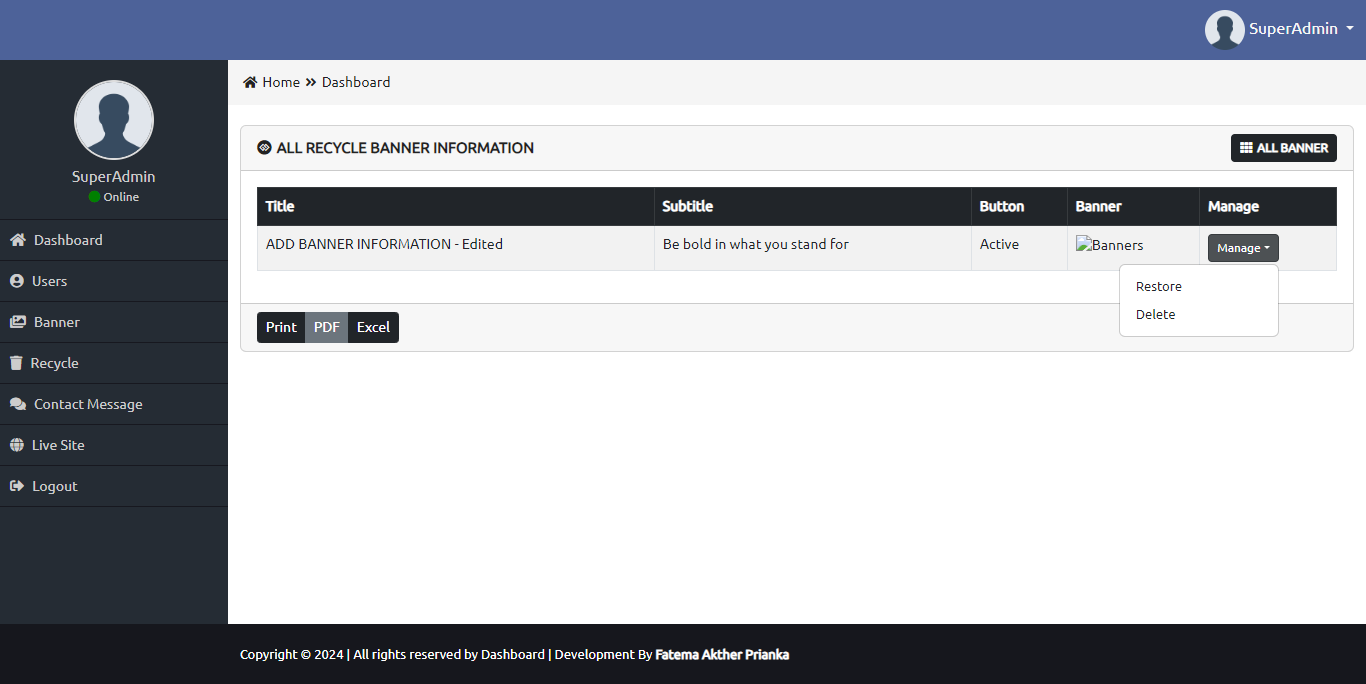 SuperAdmin
SuperAdmin
Online
Dashboard
Users
Banner
Recycle
Contact Message
Live Site
Logout
Home » Dashboard
ALL RECYCLE BANNER INFORMATION
ALL BANNER
Title Subtitle Button Banner Manage
ADD BANNER INFORMATION - Edited Be bold in what you stand for Active Banners Manage
Restore
Delete
Print PDF Excel
Copyright © 2024 | All rights reserved by Dashboard | Development By Fatema Akther Prianka